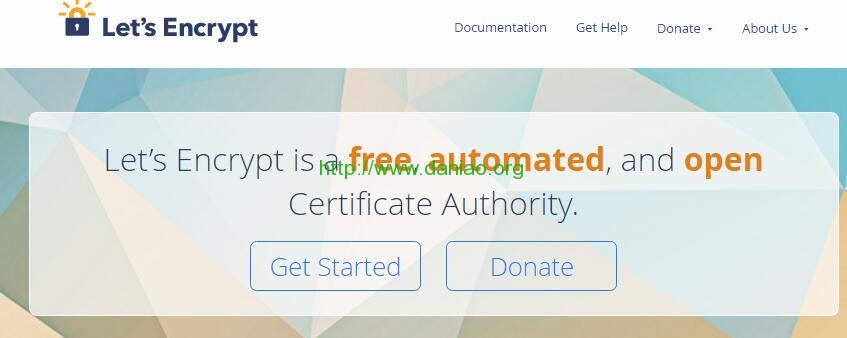 Let's Encrypt
Documentation Get Help Donate About Us
Let's Encrypt is a free, automated, and open
http://www.daniao.org
Certificate Authority.
Get Started Donate